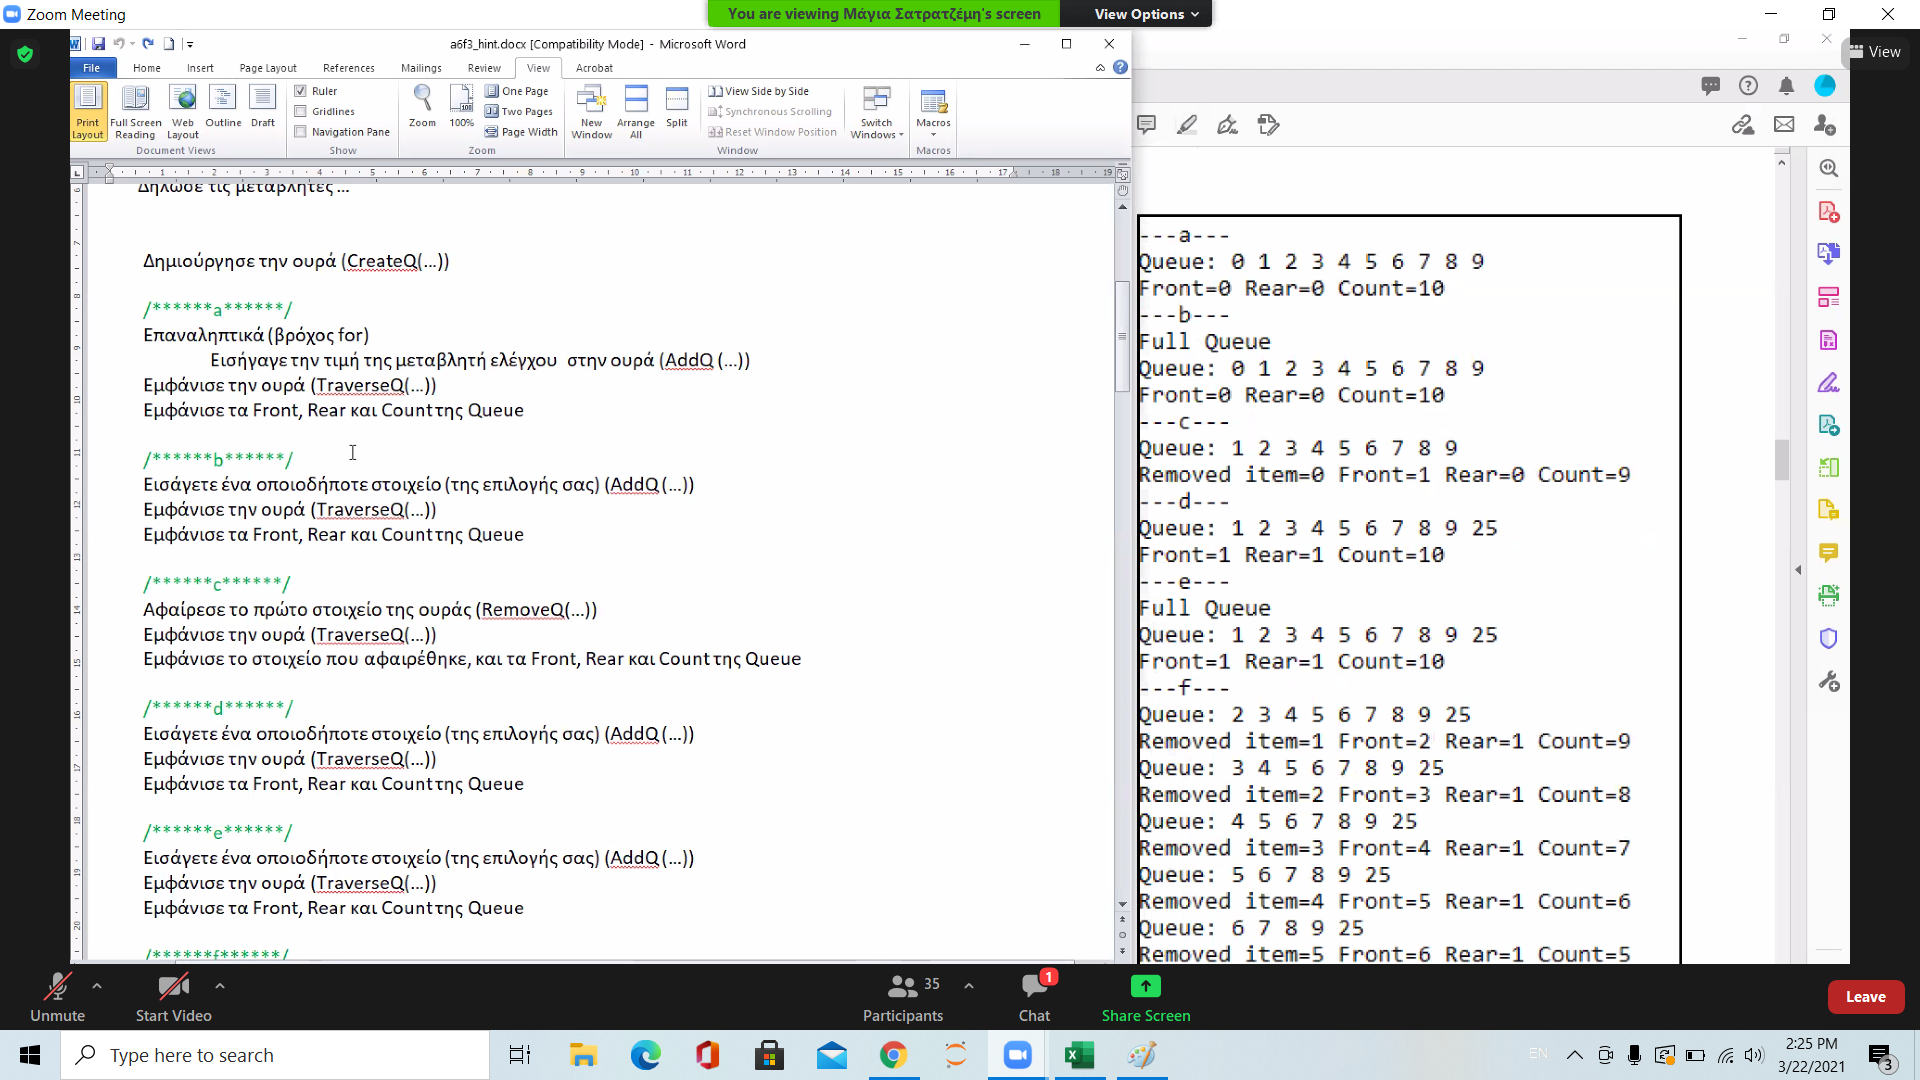 Zoom Meeting
You are viewing Μάγια Σατρατζέμη's screen
View Options
View
a6f3_hint.docx [Compatibility Mode] - Microsoft Word
File
Home
Insert
Page Layout
References
Mailings
Review
View
Acrobat
Print Layout
Full Screen Reading
Web Layout
Outline
Draft
Document Views
Ruler
Gridlines
Navigation Pane
Show
Zoom
100%
One Page
Two Pages
Page Width
Zoom
New Window
Arrange All
Split
View Side by Side
Synchronous Scrolling
Reset Window Position
Window
Switch Windows
Macros
Macros
Δήλωσε τις μεταβλητές ...
Δημιούργησε την ουρά (CreateQ(...))
/******a******/
Επαναληπτικά (βρόχος for)
Εισήγαγε την τιμή της μεταβλητή ελέγχου στην ουρά (AddQ (...))
Εμφάνισε την ουρά (TraverseQ(...))
Εμφάνισε τα Front, Rear και Count της Queue
/******b******/
Εισάγετε ένα οποιοδήποτε στοιχείο (της επιλογής σας) (AddQ (...))
Εμφάνισε την ουρά (TraverseQ(...))
Εμφάνισε τα Front, Rear και Count της Queue
/******c******/
Αφαίρεσε το πρώτο στοιχείο της ουράς (RemoveQ(...))
Εμφάνισε την ουρά (TraverseQ(...))
Εμφάνισε το στοιχείο που αφαιρέθηκε, και τα Front, Rear και Count της Queue
/******d******/
Εισάγετε ένα οποιοδήποτε στοιχείο (της επιλογής σας) (AddQ (...))
Εμφάνισε την ουρά (TraverseQ(...))
Εμφάνισε τα Front, Rear και Count της Queue
/******e******/
Εισάγετε ένα οποιοδήποτε στοιχείο (της επιλογής σας) (AddQ (...))
Εμφάνισε την ουρά (TraverseQ(...))
Εμφάνισε τα Front, Rear και Count της Queue
/******f******/
---a---
Queue: 0 1 2 3 4 5 6 7 8 9
Front=0 Rear=0 Count=10
---b---
Full Queue
Queue: 0 1 2 3 4 5 6 7 8 9
Front=0 Rear=0 Count=10
---c---
Queue: 1 2 3 4 5 6 7 8 9
Removed item=0 Front=1 Rear=0 Count=9
---d---
Queue: 1 2 3 4 5 6 7 8 9 25
Front=1 Rear=1 Count=10
---e---
Full Queue
Queue: 1 2 3 4 5 6 7 8 9 25
Front=1 Rear=1 Count=10
---f---
Queue: 2 3 4 5 6 7 8 9 25
Removed item=1 Front=2 Rear=1 Count=9
Queue: 3 4 5 6 7 8 9 25
Removed item=2 Front=3 Rear=1 Count=8
Queue: 4 5 6 7 8 9 25
Removed item=3 Front=4 Rear=1 Count=7
Queue: 5 6 7 8 9 25
Removed item=4 Front=5 Rear=1 Count=6
Queue: 6 7 8 9 25
Removed item=5 Front=6 Rear=1 Count=5
Unmute
Start Video
35
Participants
1
Chat
Share Screen
Leave
Type here to search
EN
2:25 PM
3/22/2021
3